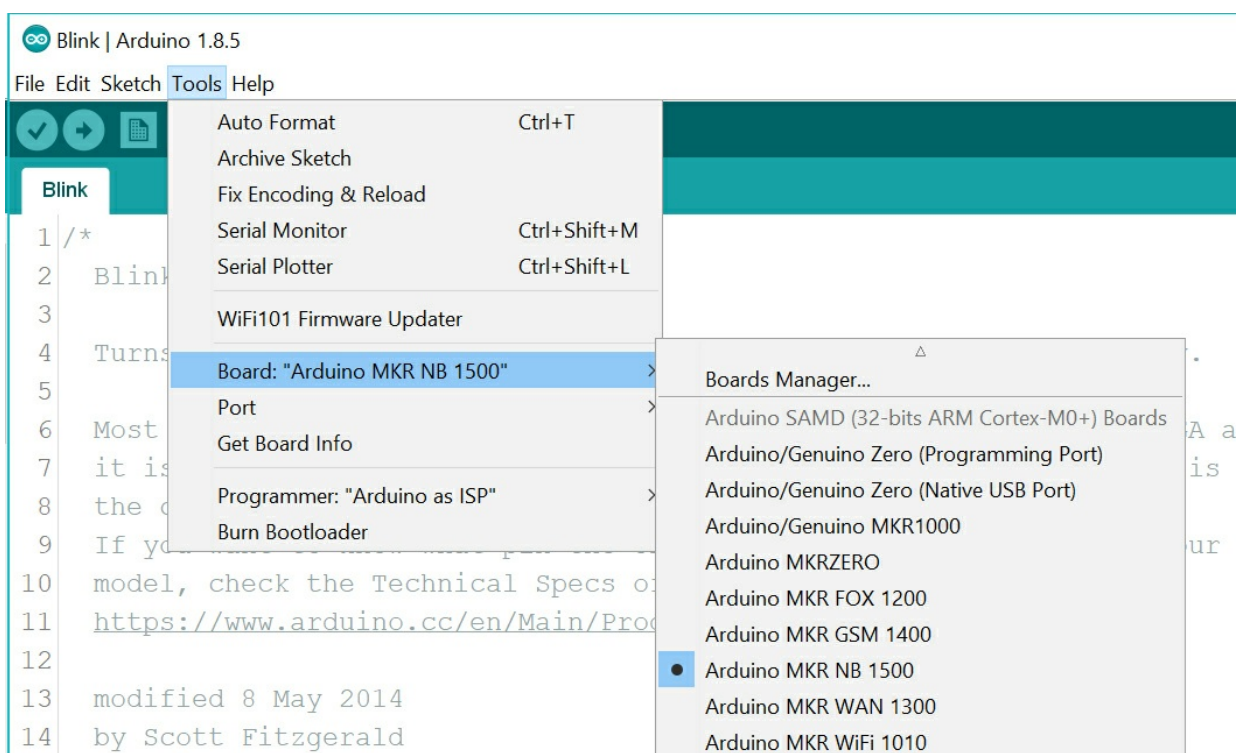 Blink | Arduino 1.8.5
File Edit Sketch Tools Help
Blink
Auto Format Ctrl+T
Archive Sketch
Fix Encoding & Reload
Serial Monitor Ctrl+Shift+M
Serial Plotter Ctrl+Shift+L
WiFi101 Firmware Updater
Board: "Arduino MKR NB 1500"
Port
Get Board Info
Programmer: "Arduino as ISP"
Burn Bootloader
Boards Manager...
Arduino SAMD (32-bits ARM Cortex-M0+) Boards
Arduino/Genuino Zero (Programming Port)
Arduino/Genuino Zero (Native USB Port)
Arduino/Genuino MKR1000
Arduino MKRZERO
Arduino MKR FOX 1200
Arduino MKR GSM 1400
Arduino MKR NB 1500
Arduino MKR WAN 1300
Arduino MKR WiFi 1010
1 /*
2 Blink
3
4 Turns
5
6 Most
7 it is is
8 the
9 If
10 model, check the Technical Specs
11 https://www.arduino.cc/en/Main/Prod
12
13 modified 8 May 2014
14 by Scott Fitzgerald